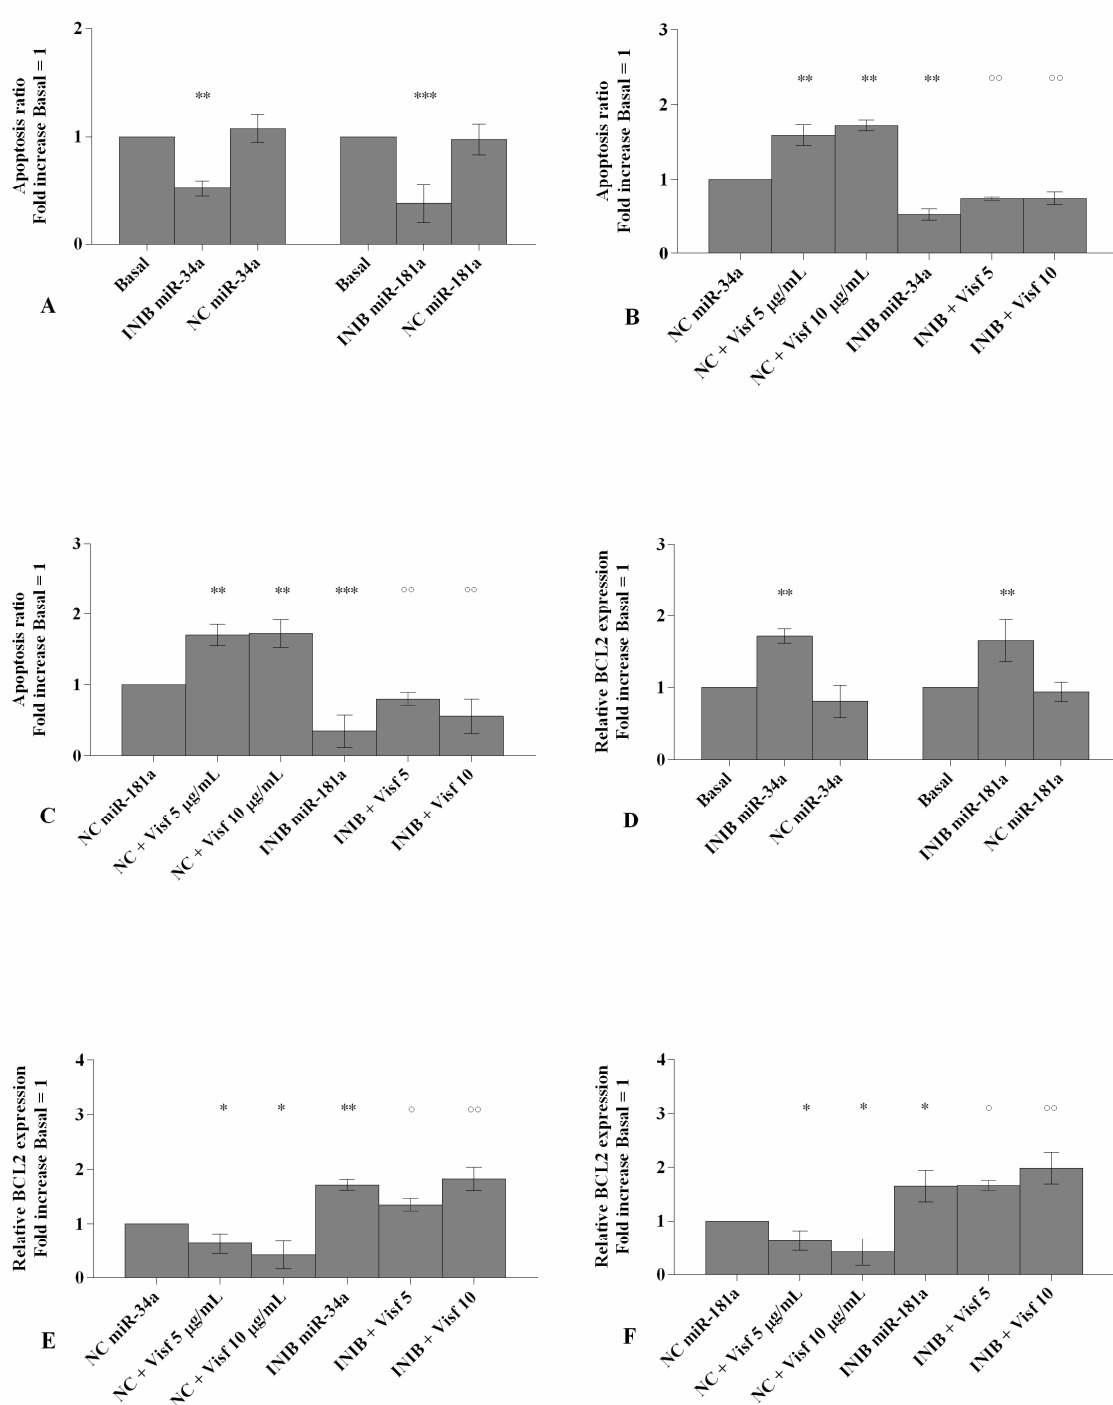 2
1
0
Apoptosis ratio
Fold increase Basal = 1
**
***
Basal
INIB miR-34a
NC miR-34a
Basal
INIB miR-181a
NC miR-181a
A
3
2
1
0
Apoptosis ratio
Fold increase Basal = 1
**
**
**
○○
○○
NC miR-34a
NC + Visf 5 µg/mL
NC + Visf 10 µg/mL
INIB miR-34a
INIB + Visf 5
INIB + Visf 10
B
3
2
1
0
Apoptosis ratio
Fold increase Basal = 1
**
**
***
○○
○○
NC miR-181a
NC + Visf 5 µg/mL
NC + Visf 10 µg/mL
INIB miR-181a
INIB + Visf 5
INIB + Visf 10
C
3
2
1
0
Relative BCL2 expression
Fold increase Basal = 1
**
**
Basal
INIB miR-34a
NC miR-34a
Basal
INIB miR-181a
NC miR-181a
D
4
3
2
1
0
Relative BCL2 expression
Fold increase Basal = 1
*
*
**
○
○○
NC miR-34a
NC + Visf 5 µg/mL
NC + Visf 10 µg/mL
INIB miR-34a
INIB + Visf 5
INIB + Visf 10
E
4
3
2
1
0
Relative BCL2 expression
Fold increase Basal = 1
*
*
*
○
○○
NC miR-181a
NC + Visf 5 µg/mL
NC + Visf 10 µg/mL
INIB miR-181a
INIB + Visf 5
INIB + Visf 10
F